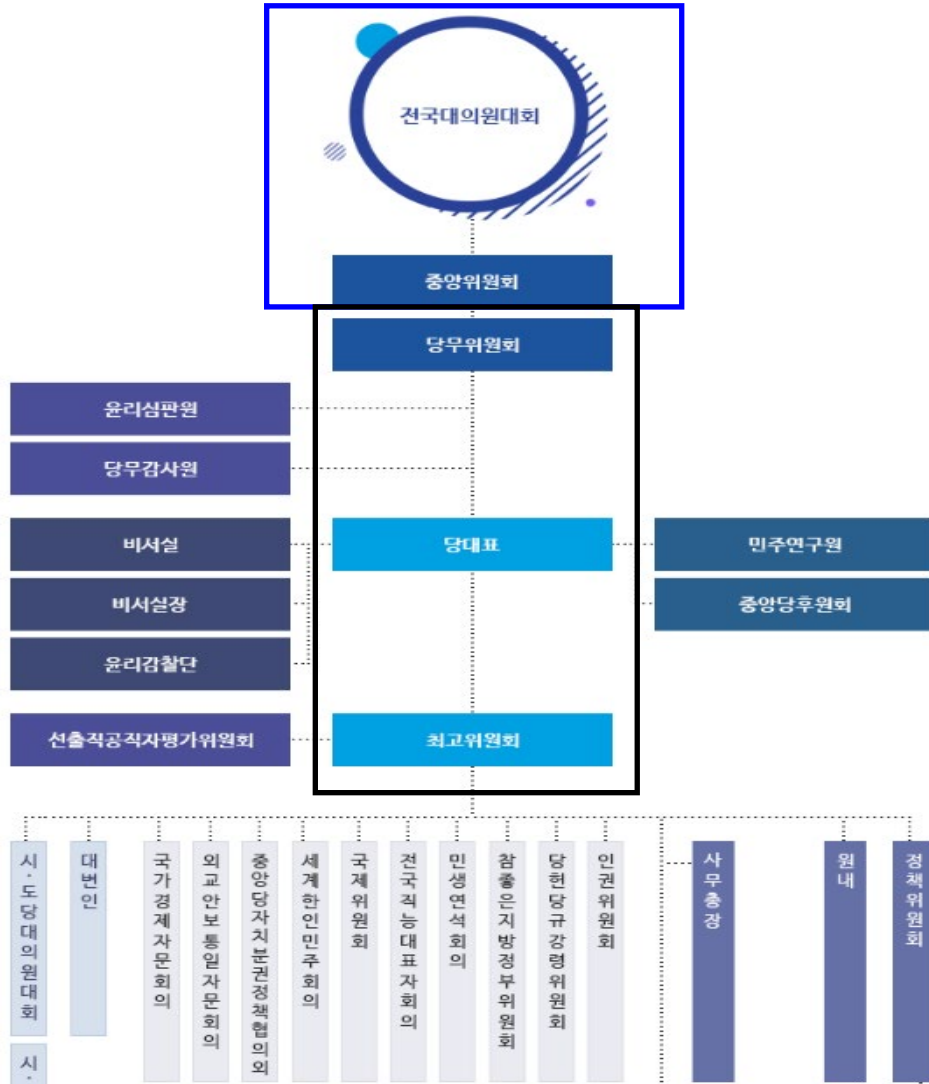 전국대의원대회
중앙위원회
당무위원회
윤리심판원
당무감사원
비서실
당대표
민주연구원
비서실장
중앙당후원회
윤리감찰단
선출직공직자평가위원회
최고위원회
시·도당대의원대회
대변인
국가경제자문회의
외교안보통일자문회의
중앙당자치분권정책협의외
세계한인민주회의
국제위원회
전국직능대표자회의
민생연석회의
참좋은지방정부위원회
당헌당규강령위원회
인권위원회
사무총장
원내
정책위원회
시·